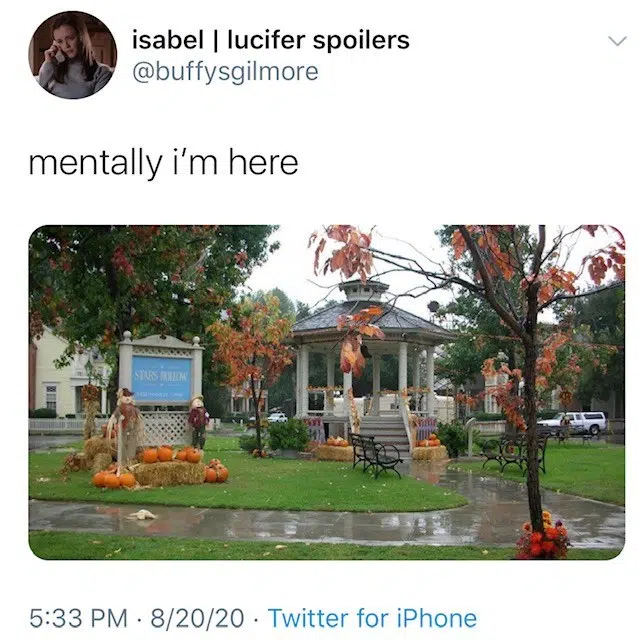 isabel | lucifer spoilers
@buffysgilmore
mentally i'm here
STARS HOLLOW
5:33 PM · 8/20/20 · Twitter for iPhone